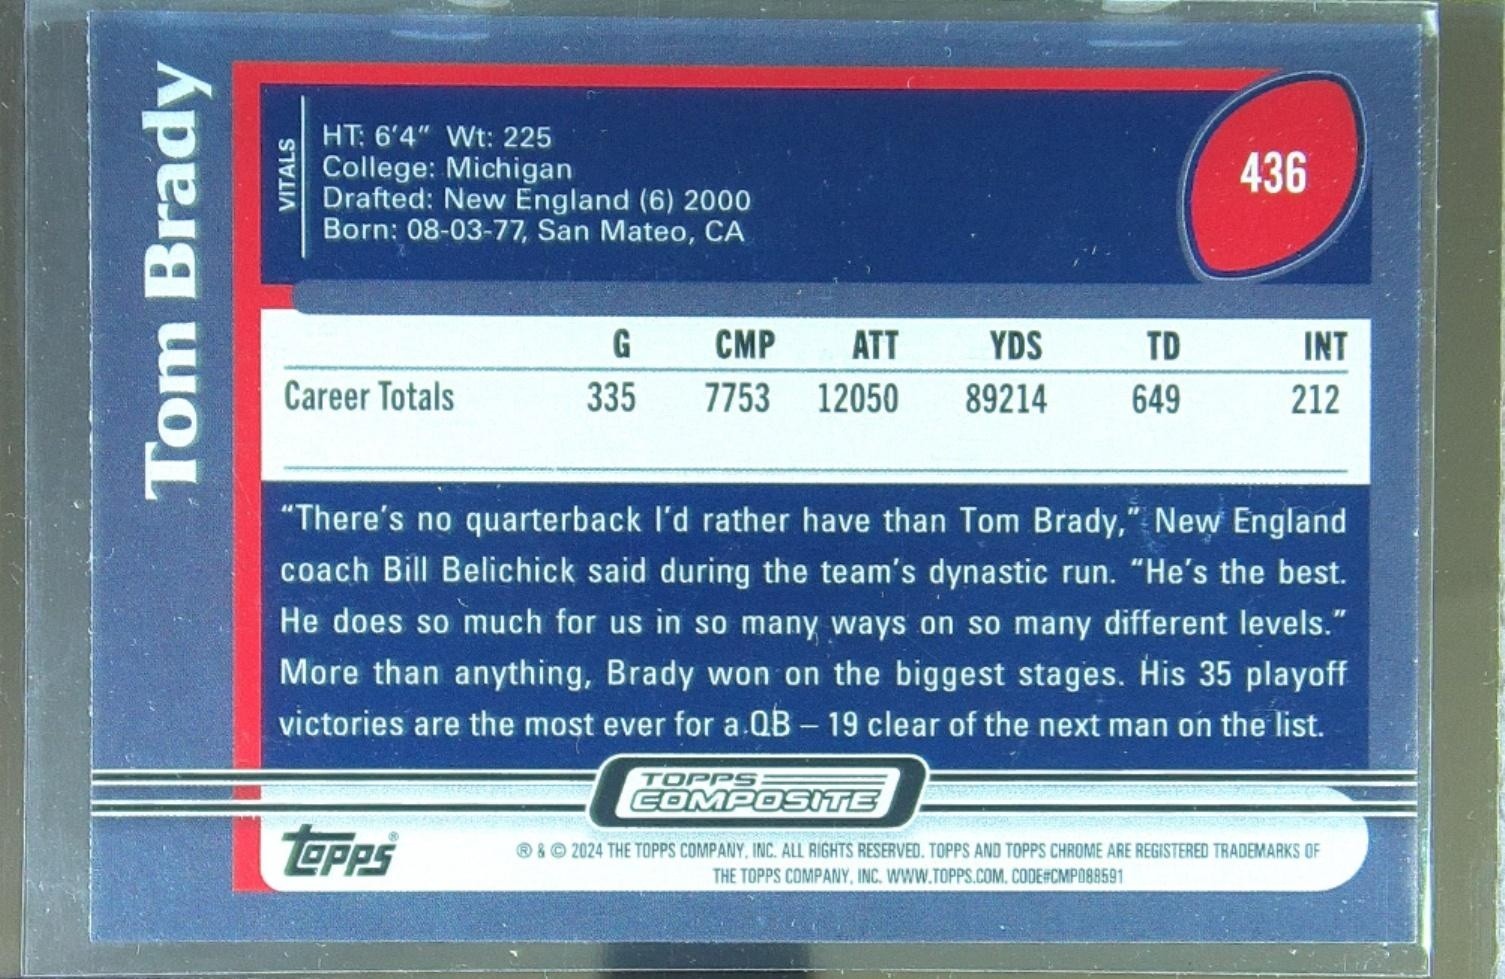 Tom Brady
VITALS
HT: 6'4" Wt: 225
College: Michigan
Drafted: New England (6) 2000
Born: 08-03-77, San Mateo, CA
436
G CMP ATT YDS TD INT
Career Totals 335 7753 12050 89214 649 212
“There’s no quarterback I’d rather have than Tom Brady,” New England
coach Bill Belichick said during the team’s dynastic run. “He’s the best.
He does so much for us in so many ways on so many different levels.”
More than anything, Brady won on the biggest stages. His 35 playoff
victories are the most ever for a QB – 19 clear of the next man on the list.
TOPPS
COMPOSITE
topps®
® & © 2024 THE TOPPS COMPANY, INC. ALL RIGHTS RESERVED. TOPPS AND TOPPS CHROME ARE REGISTERED TRADEMARKS OF
THE TOPPS COMPANY, INC. WWW.TOPPS.COM. CODE#CMP088591